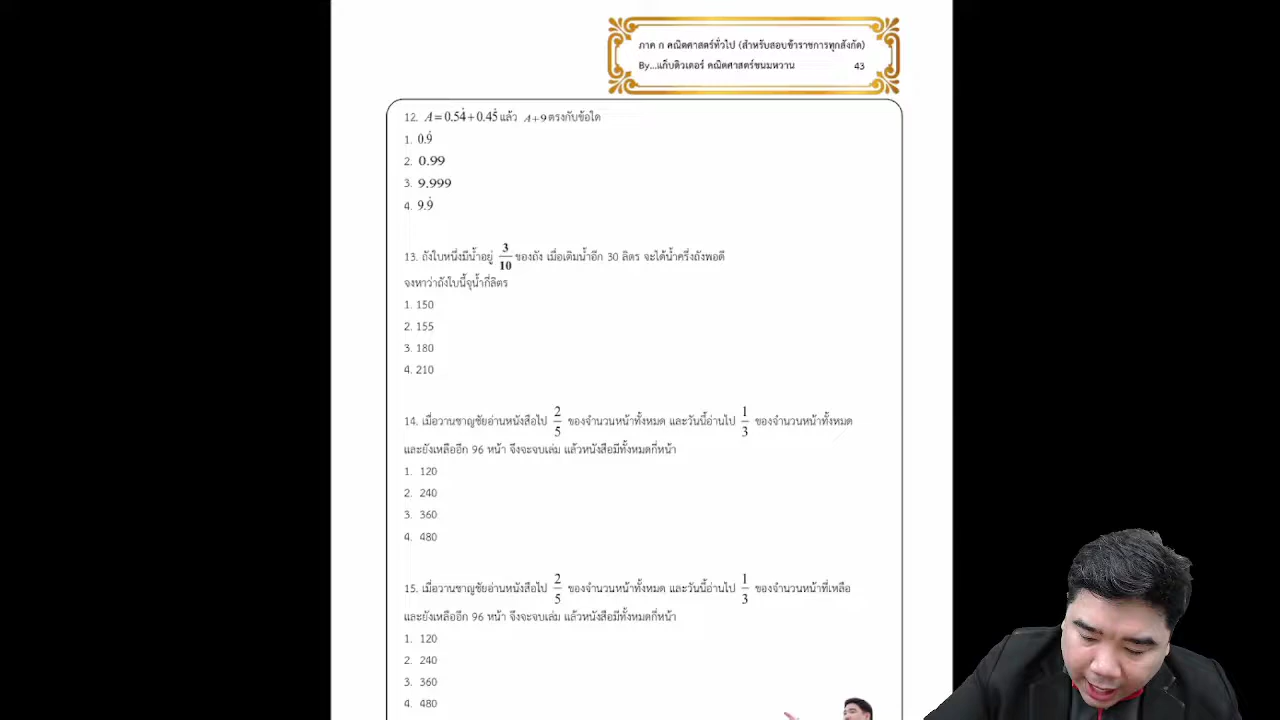 ภาค ก คณิตศาสตร์ทั่วไป (สำหรับสอบข้าราชการทุกสังกัด)
By...แก็บติวเตอร์ คณิตศาสตร์ขนมหวาน 43
12. A = 0.54̇ + 0.45̇ แล้ว A+9 ตรงกับข้อใด
1. 0.9̇
2. 0.99
3. 9.999
4. 9.9̇
13. ถังใบหนึ่งมีน้ำอยู่ 3/10 ของถัง เมื่อเติมน้ำอีก 30 ลิตร จะได้น้ำครึ่งถังพอดี
จงหาว่าถังใบนี้จุน้ำกี่ลิตร
1. 150
2. 155
3. 180
4. 210
14. เมื่อวานชาญชัยอ่านหนังสือไป 2/5 ของจำนวนหน้าทั้งหมด และวันนี้อ่านไป 1/3 ของจำนวนหน้าทั้งหมด
และยังเหลืออีก 96 หน้า จึงจะจบเล่ม แล้วหนังสือมีทั้งหมดกี่หน้า
1. 120
2. 240
3. 360
4. 480
15. เมื่อวานชาญชัยอ่านหนังสือไป 2/5 ของจำนวนหน้าทั้งหมด และวันนี้อ่านไป 1/3 ของจำนวนหน้าที่เหลือ
และยังเหลืออีก 96 หน้า จึงจะจบเล่ม แล้วหนังสือมีทั้งหมดกี่หน้า
1. 120
2. 240
3. 360
4. 480